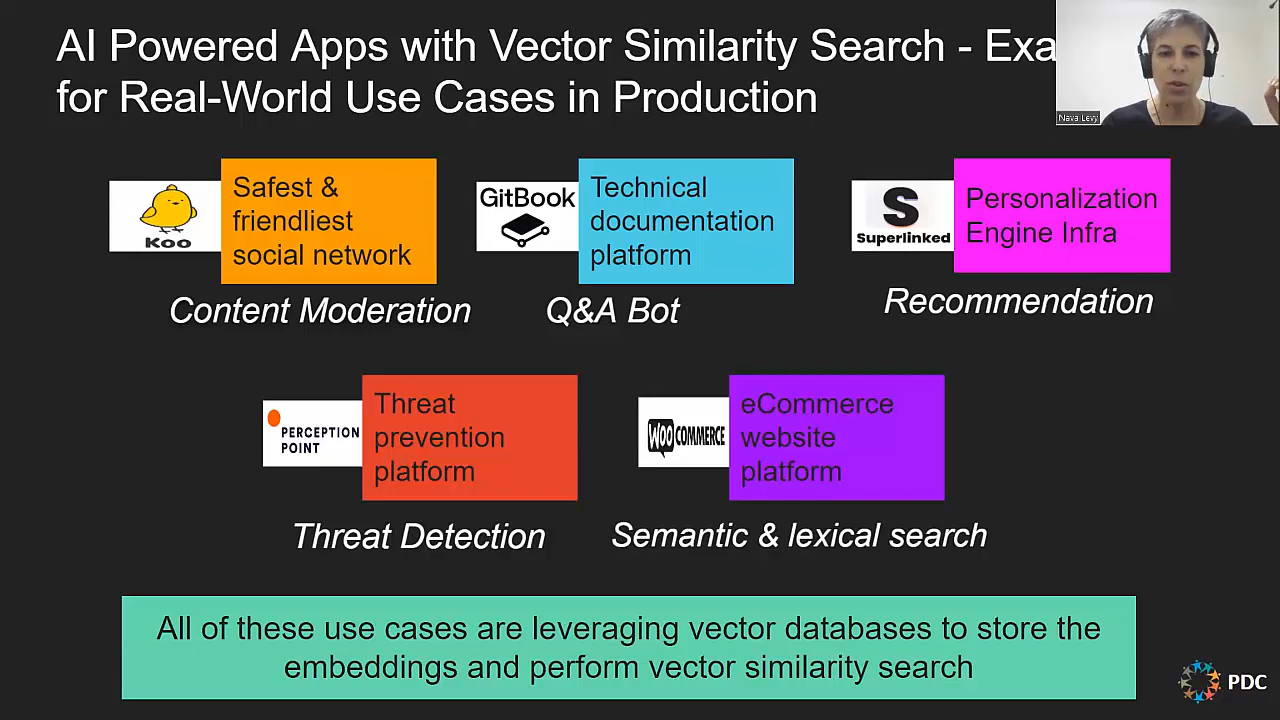 AI Powered Apps with Vector Similarity Search - Exa
for Real-World Use Cases in Production
Nava Levy
Koo
Safest &
friendliest
social network
Content Moderation
GitBook
Technical
documentation
platform
Q&A Bot
S
Superlinked
Personalization
Engine Infra
Recommendation
PERCEPTION
POINT
Threat
prevention
platform
Threat Detection
WOO COMMERCE
eCommerce
website
platform
Semantic & lexical search
All of these use cases are leveraging vector databases to store the
embeddings and perform vector similarity search
PDC